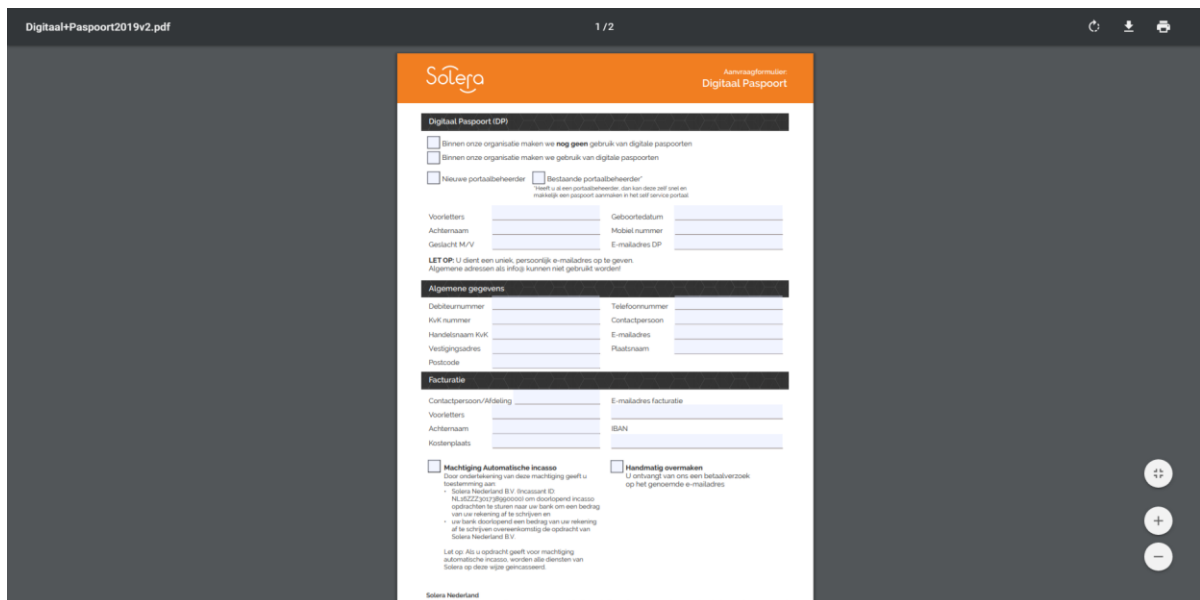 Digitaal+Paspoort2019v2.pdf
1 / 2
Solera
Aanvraagformulier:
Digitaal Paspoort
Digitaal Paspoort (DP)
Binnen onze organisatie maken we nog geen gebruik van digitale paspoorten
Binnen onze organisatie maken we gebruik van digitale paspoorten
Nieuwe portaalbeheerder
Bestaande portaalbeheerder*
*Heeft u al een portaalbeheerder, dan kan deze zelf snel en
makkelijk een paspoort aanmaken in het self service portaal
Voorletters
Geboortedatum
Achternaam
Mobiel nummer
Geslacht M/V
E-mailadres DP
LET OP: U dient een uniek, persoonlijk e-mailadres op te geven.
Algemene adressen als info@ kunnen niet gebruikt worden!
Algemene gegevens
Debiteurnummer
Telefoonnummer
KvK nummer
Contactpersoon
Handelsnaam KvK
E-mailadres
Vestigingsadres
Plaatsnaam
Postcode
Facturatie
Contactpersoon/Afdeling
E-mailadres facturatie
Voorletters
Achternaam
IBAN
Kostenplaats
Machtiging Automatische incasso
Door ondertekening van deze machtiging geeft u
toestemming aan:
• Solera Nederland B.V. (Incassant ID:
NL16ZZZ301738990000) om doorlopend incasso
opdrachten te sturen naar uw bank om een bedrag
van uw rekening af te schrijven en
• uw bank doorlopend een bedrag van uw rekening
af te schrijven overeenkomstig de opdracht van
Solera Nederland B.V.
Let op: Als u opdracht geeft voor machtiging
automatische incasso, worden alle diensten van
Solera op deze wijze geïncasseerd.
Handmatig overmaken
U ontvangt van ons een betaalverzoek
op het genoemde e-mailadres
Solera Nederland